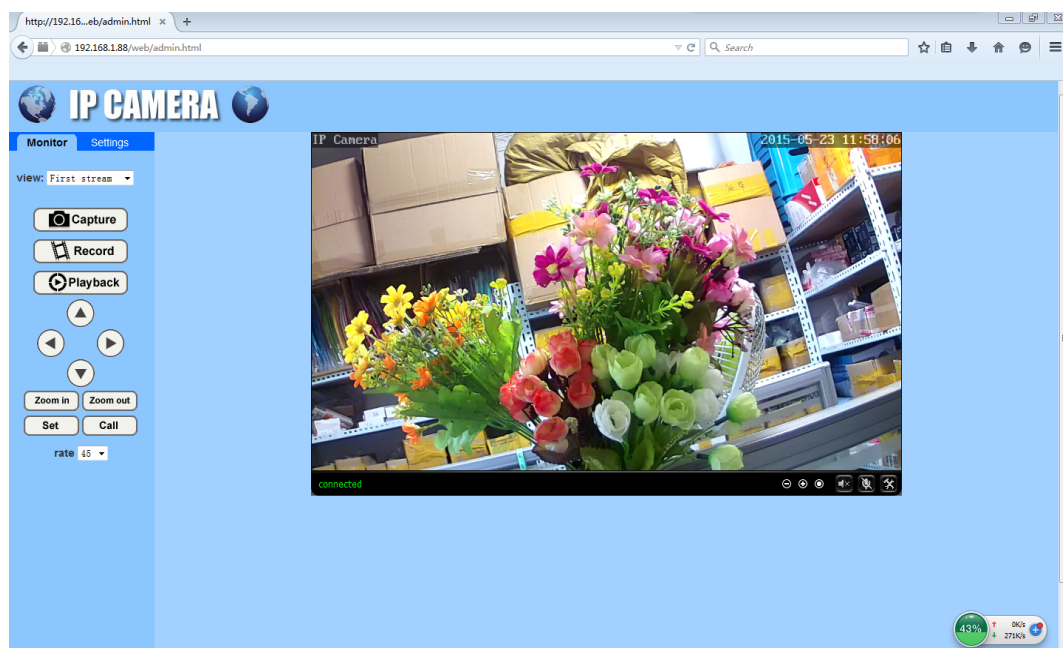 http://192.16...eb/admin.html × +
192.168.1.88/web/admin.html
Search
IP CAMERA
Monitor Settings
view: First stream
Capture
Record
Playback
Zoom in Zoom out
Set Call
rate 45
IP Camera 2015-05-23 11:58:06
connected
43% 0K/s
271K/s